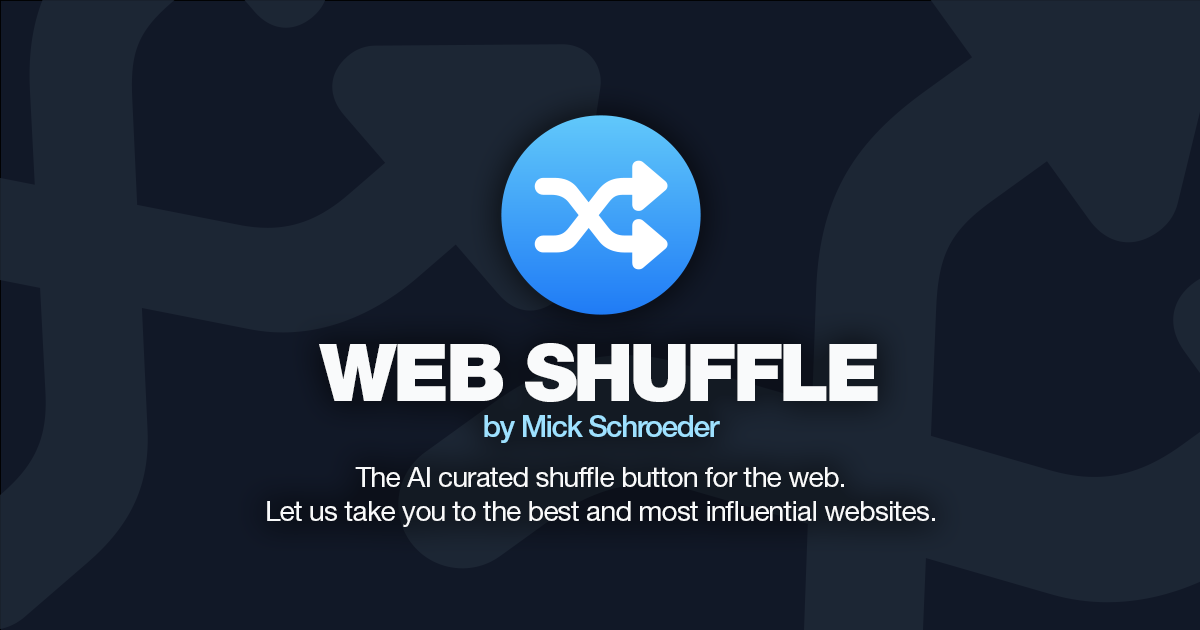 WEB SHUFFLE
by Mick Schroeder
The AI curated shuffle button for the web.
Let us take you to the best and most influential websites.